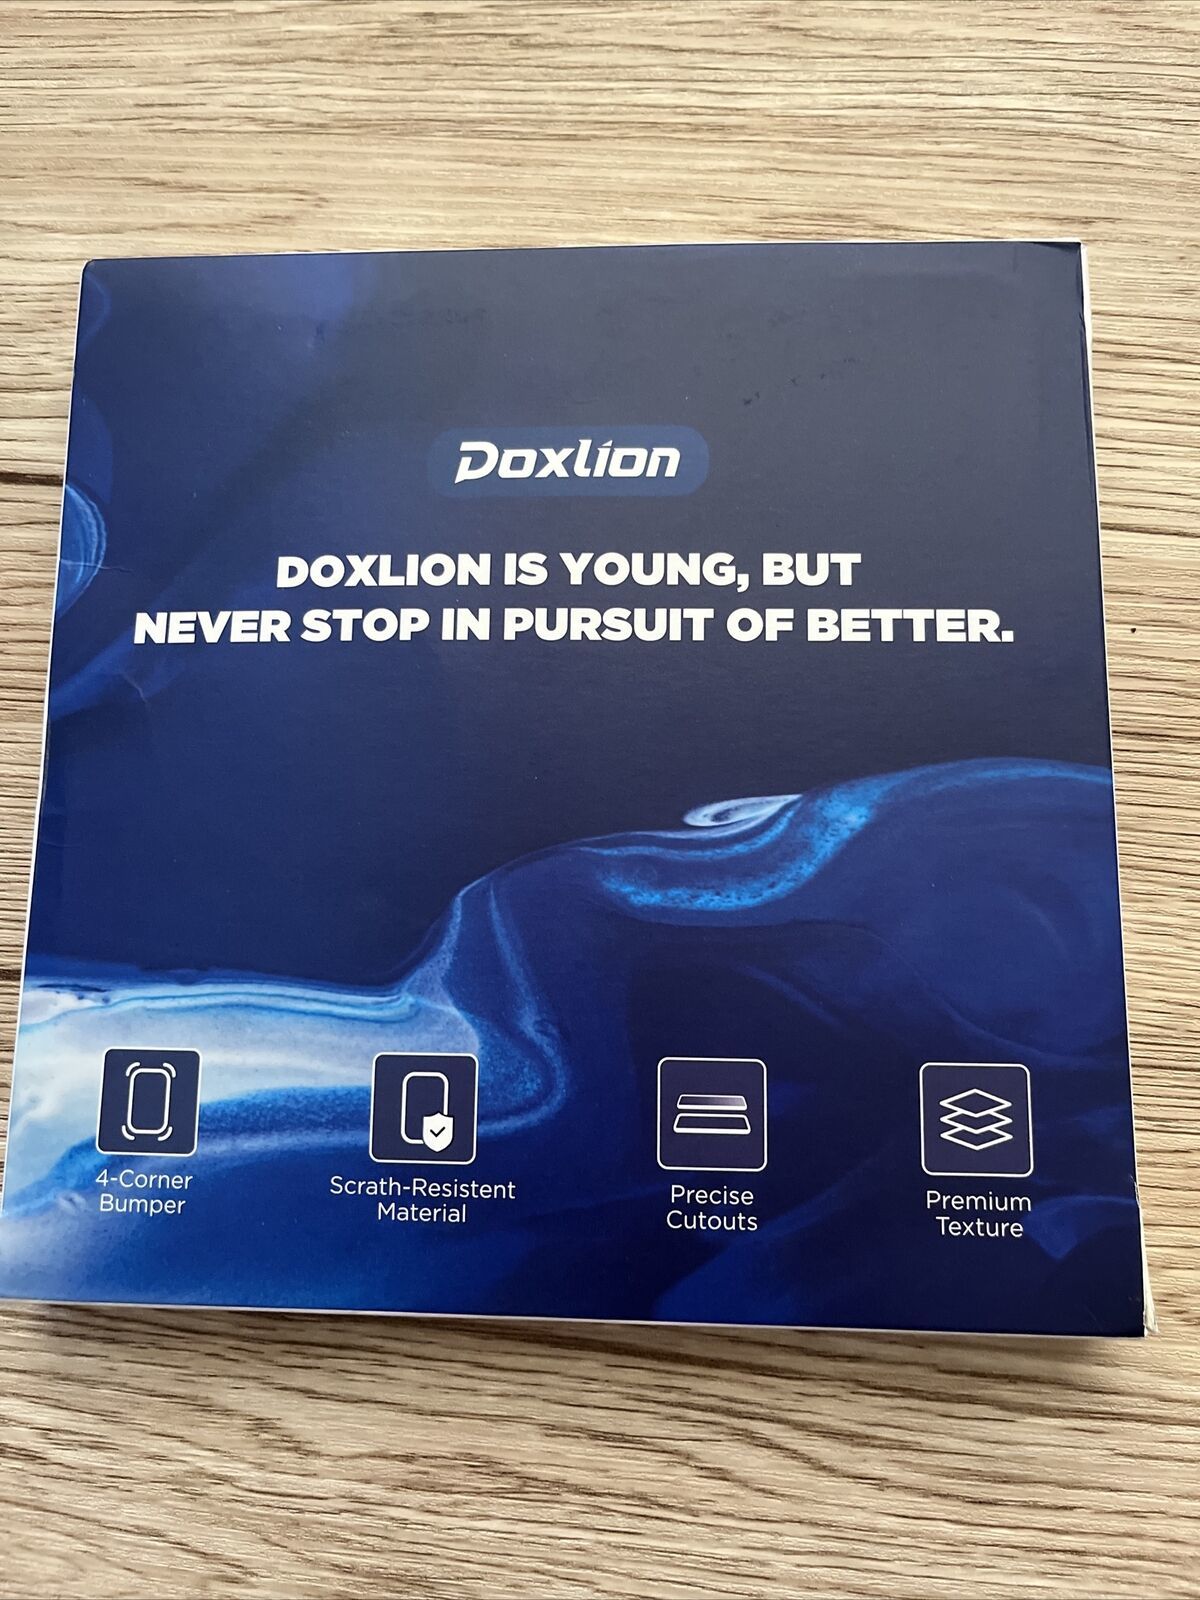 Doxlion
DOXLION IS YOUNG, BUT
NEVER STOP IN PURSUIT OF BETTER.
4-Corner
Bumper
Scrath-Resistent
Material
Precise
Cutouts
Premium
Texture